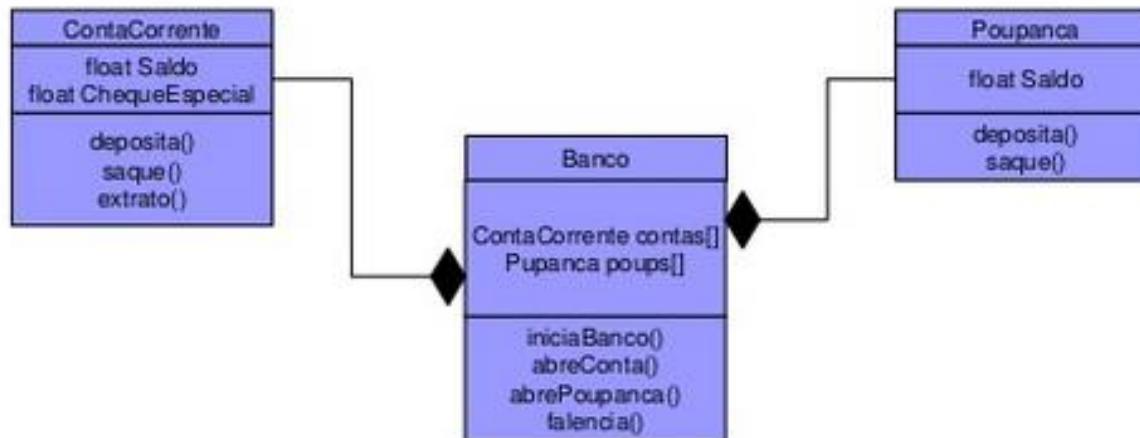 ContaCorrente
float Saldo
float ChequeEspecial
deposita()
saque()
extrato()
Poupanca
float Saldo
deposita()
saque()
Banco
ContaCorrente contas[]
Pupanca poups[]
iniciaBanco()
abreConta()
abrePoupanca()
falencia()